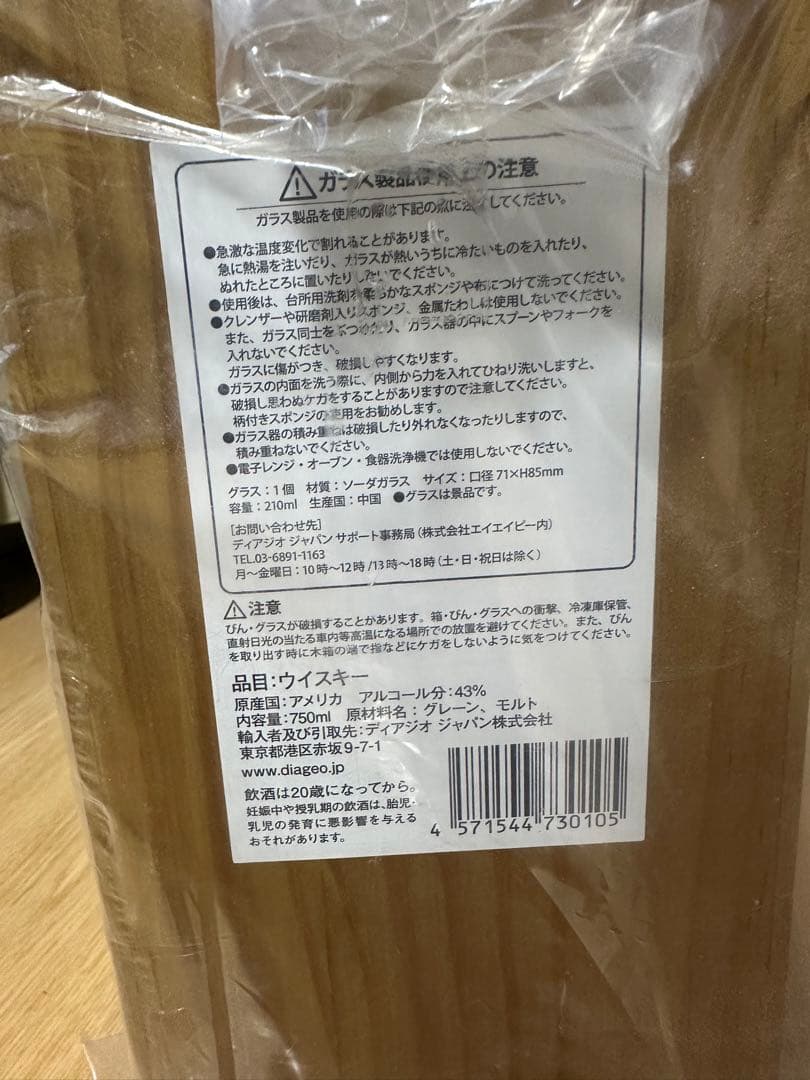 ガラス製品使用上の注意
ガラス製品を使用の際は下記の点に注意してください。
●急激な温度変化で割れることがあります。
急に熱湯を注いだり、ガラスが熱いうちに冷たいものを入れたり、
ぬれたところに置いたりしないでください。
●使用後は、台所用洗剤を柔らかなスポンジや布につけて洗ってください。
●クレンザーや研磨剤入りスポンジ、金属たわしは使用しないでください。
また、ガラス同士をぶつけたり、ガラス器の中にスプーンやフォークを
入れないでください。
ガラスに傷がつき、破損しやすくなります。
●ガラスの内面を洗う際に、内側から力を入れてひねり洗いしますと、
破損し思わぬケガをすることがありますので注意してください。
柄付きスポンジの使用をお勧めします。
●ガラス器の積み重ねは破損したり外れなくなったりしますので、
積み重ねないでください。
●電子レンジ・オーブン・食器洗浄機では使用しないでください。
グラス：1個 材質：ソーダガラス サイズ：口径71×H85mm
容量：210ml 生産国：中国 ●グラスは景品です。
[お問い合わせ先]
ディアジオ ジャパン サポート事務局（株式会社エイエイピー内）
TEL.03-6891-1163
月〜金曜日：10時〜12時/13時〜18時（土・日・祝日は除く）
注意
びん・グラスが破損することがあります。箱・びん・グラスへの衝撃、冷凍庫保管、
直射日光の当たる車内等高温になる場所での放置を避けてください。また、びん
を取り出す時に木箱の端で指などにケガをしないように気をつけてください。
品目：ウイスキー
原産国：アメリカ アルコール分：43%
内容量：750ml 原材料名：グレーン、モルト
輸入者及び引取先：ディアジオ ジャパン株式会社
東京都港区赤坂9-7-1
www.diageo.jp
飲酒は20歳になってから。
妊娠中や授乳期の飲酒は、胎児・
乳児の発育に悪影響を与える
おそれがあります。
4 571544 730105